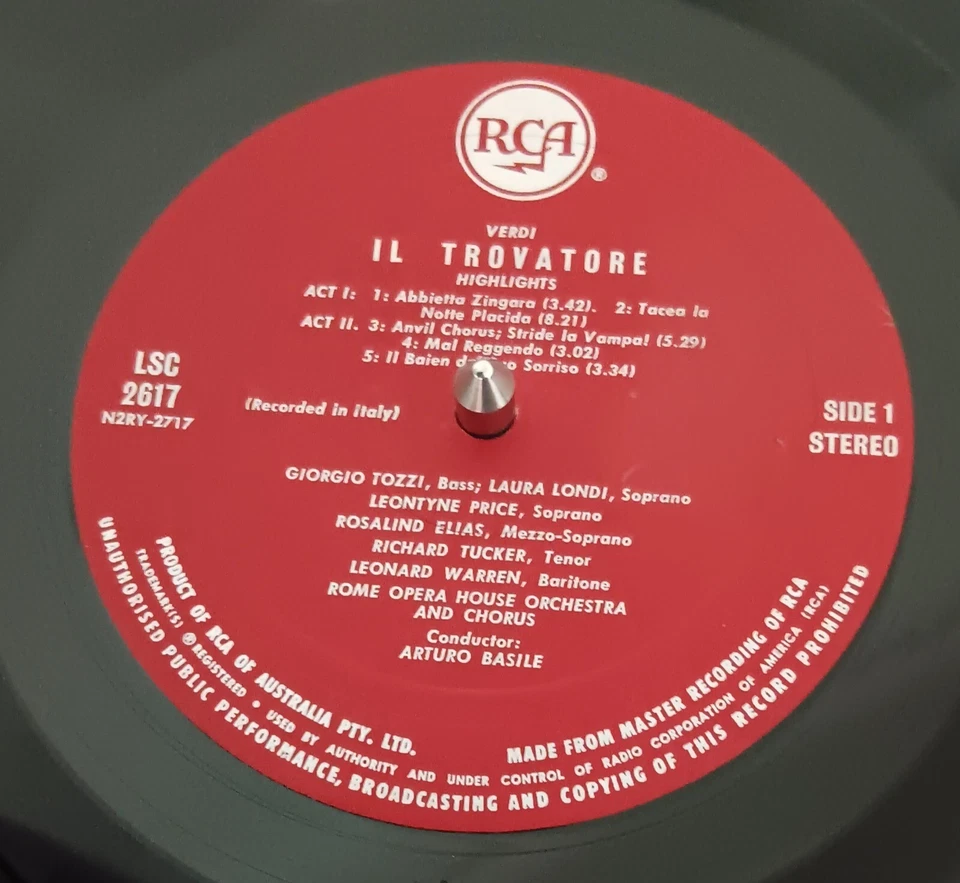 RCA
®
VERDI
IL TROVATORE
HIGHLIGHTS
ACT I: 1: Abbietta Zingara (3.42). 2: Tacea la
Notte Placida (8.21)
ACT II. 3: Anvil Chorus; Stride la Vampa! (5.29)
4: Mal Reggendo (3.02)
5: Il Balen Sorriso (3.34)
LSC
2617
N2RY-2717
(Recorded in Italy)
SIDE 1
STEREO
GIORGIO TOZZI, Bass; LAURA LONDI, Soprano
LEONTYNE PRICE, Soprano
ROSALIND ELIAS, Mezzo-Soprano
RICHARD TUCKER, Tenor
LEONARD WARREN, Baritone
ROME OPERA HOUSE ORCHESTRA
AND CHORUS
Conductor:
ARTURO BASILE
PRODUCT OF RCA OF AUSTRALIA PTY. LTD. MADE FROM MASTER RECORDING OF RCA
TRADEMARK(S) ® REGISTERED • USED BY AUTHORITY AND UNDER CONTROL OF RADIO CORPORATION OF AMERICA (RCA)
UNAUTHORISED PUBLIC PERFORMANCE, BROADCASTING AND COPYING OF THIS RECORD PROHIBITED